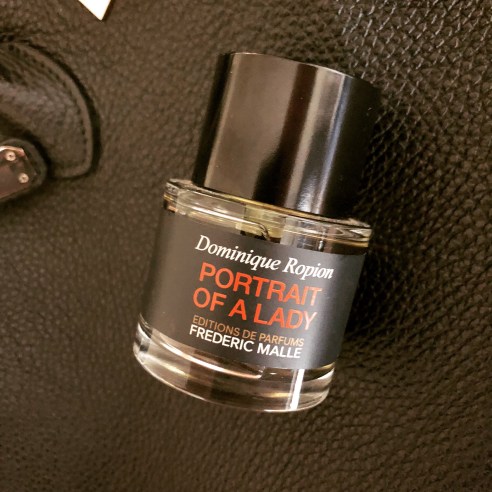 Dominique Ropion
PORTRAIT
OF A LADY
EDITIONS DE PARFUMS
FREDERIC MALLE